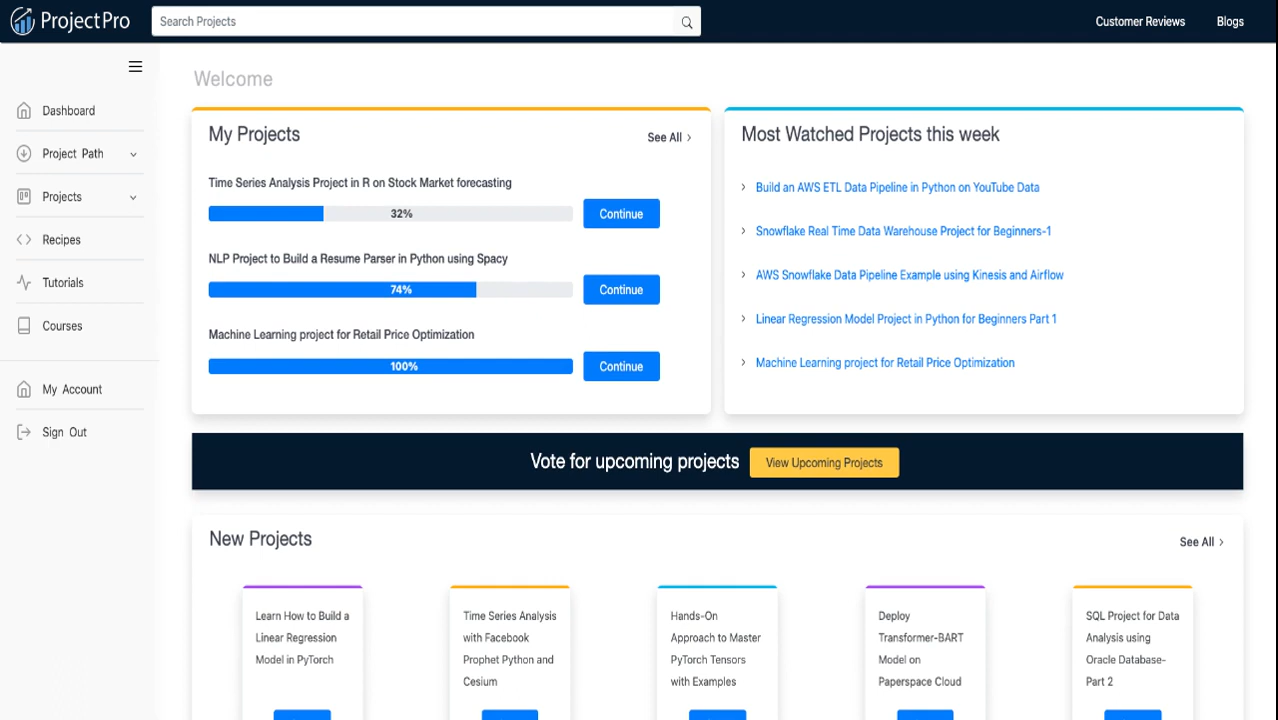 ProjectPro
Search Projects
Customer Reviews
Blogs
Dashboard
Project Path
Projects
Recipes
Tutorials
Courses
My Account
Sign Out
Welcome
My Projects
See All
Time Series Analysis Project in R on Stock Market forecasting
32%
Continue
NLP Project to Build a Resume Parser in Python using Spacy
74%
Continue
Machine Learning project for Retail Price Optimization
100%
Continue
Most Watched Projects this week
Build an AWS ETL Data Pipeline in Python on YouTube Data
Snowflake Real Time Data Warehouse Project for Beginners-1
AWS Snowflake Data Pipeline Example using Kinesis and Airflow
Linear Regression Model Project in Python for Beginners Part 1
Machine Learning project for Retail Price Optimization
Vote for upcoming projects
View Upcoming Projects
New Projects
See All
Learn How to Build a
Linear Regression
Model in PyTorch
Time Series Analysis
with Facebook
Prophet Python and
Cesium
Hands-On
Approach to Master
PyTorch Tensors
with Examples
Deploy
Transformer-BART
Model on
Paperspace Cloud
SQL Project for Data
Analysis using
Oracle Database-
Part 2